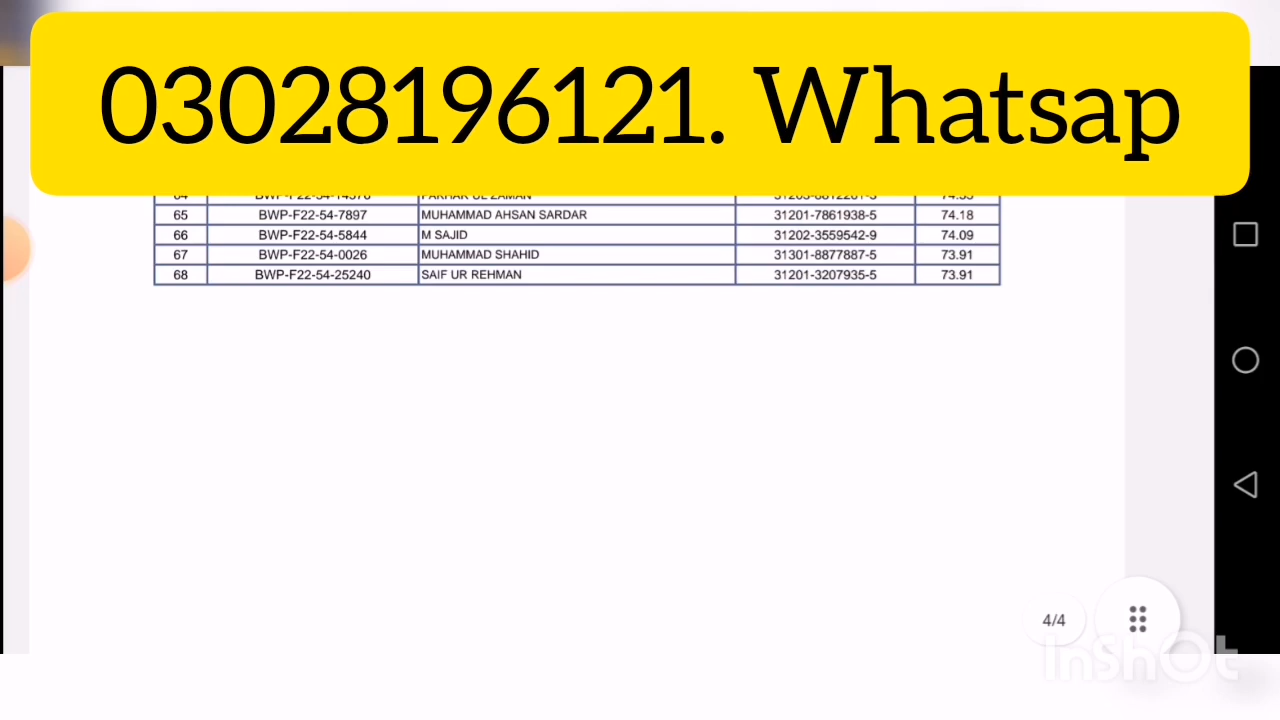 03028196121. Whatsap
65 BWP-F22-54-7897 MUHAMMAD AHSAN SARDAR 31201-7861938-5 74.18
66 BWP-F22-54-5844 M SAJID 31202-3559542-9 74.09
67 BWP-F22-54-0026 MUHAMMAD SHAHID 31301-8877887-5 73.91
68 BWP-F22-54-25240 SAIF UR REHMAN 31201-3207935-5 73.91
4/4
InShOt